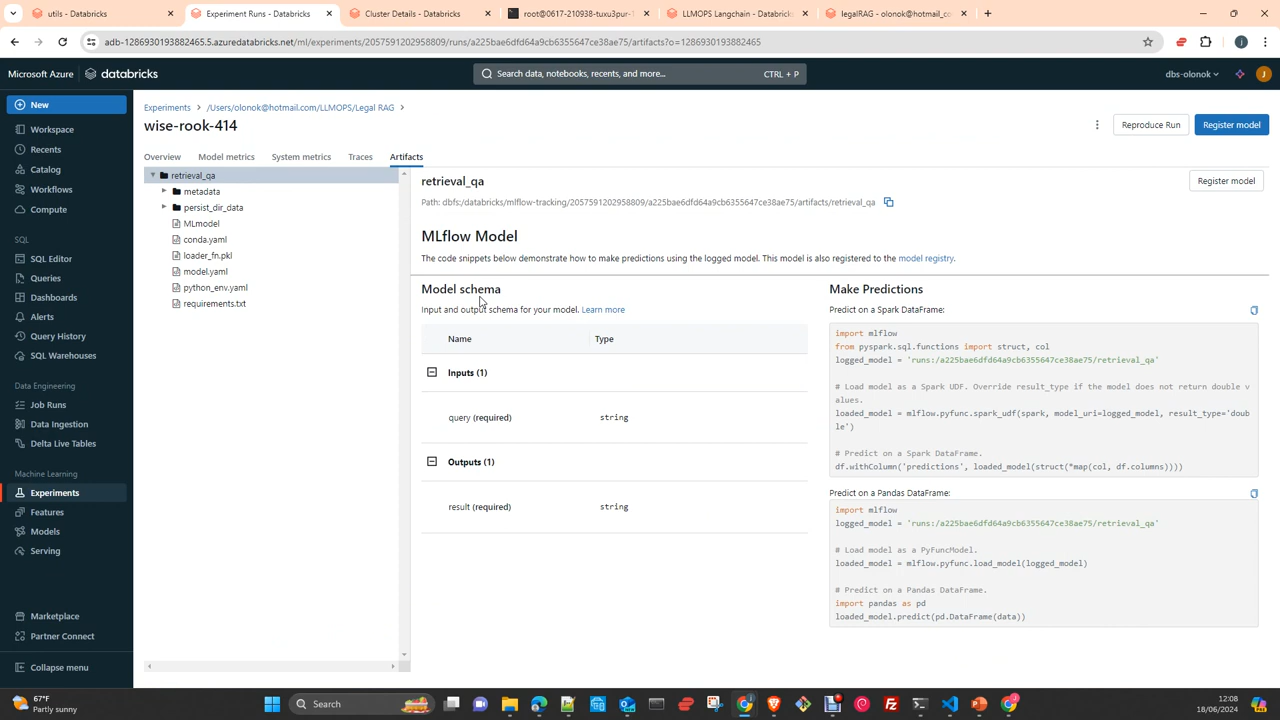 utils - Databricks
Experiment Runs - Databricks
Cluster Details - Databricks
root@0617-210938-tuxu3pur-1
LLMOPS Langchain - Databricks
legalRAG - olonok@hotmail_co
adb-1286930193882465.5.azuredatabricks.net/ml/experiments/2057591202958809/runs/a225bae6dfd64a9cb6355647ce38ae75/artifacts?o=1286930193882465
Microsoft Azure
databricks
Search data, notebooks, recents, and more...
CTRL + P
dbs-olonok
J
New
Workspace
Recents
Catalog
Workflows
Compute
SQL
SQL Editor
Queries
Dashboards
Alerts
Query History
SQL Warehouses
Data Engineering
Job Runs
Data Ingestion
Delta Live Tables
Machine Learning
Experiments
Features
Models
Serving
Marketplace
Partner Connect
Collapse menu
Experiments > /Users/olonok@hotmail.com/LLMOPS/Legal RAG >
wise-rook-414
Reproduce Run
Register model
Overview
Model metrics
System metrics
Traces
Artifacts
retrieval_qa
metadata
persist_dir_data
MLmodel
conda.yaml
loader_fn.pkl
model.yaml
python_env.yaml
requirements.txt
retrieval_qa
Register model
Path: dbfs:/databricks/mlflow-tracking/2057591202958809/a225bae6dfd64a9cb6355647ce38ae75/artifacts/retrieval_qa
MLflow Model
The code snippets below demonstrate how to make predictions using the logged model. This model is also registered to the model registry.
Model schema
Input and output schema for your model. Learn more
Name
Type
Inputs (1)
query (required)
string
Outputs (1)
result (required)
string
Make Predictions
Predict on a Spark DataFrame:
import mlflow
from pyspark.sql.functions import struct, col
logged_model = 'runs:/a225bae6dfd64a9cb6355647ce38ae75/retrieval_qa'
# Load model as a Spark UDF. Override result_type if the model does not return double v
alues.
loaded_model = mlflow.pyfunc.spark_udf(spark, model_uri=logged_model, result_type='doub
le')
# Predict on a Spark DataFrame.
df.withColumn('predictions', loaded_model(struct(*map(col, df.columns))))
Predict on a Pandas DataFrame:
import mlflow
logged_model = 'runs:/a225bae6dfd64a9cb6355647ce38ae75/retrieval_qa'
# Load model as a PyFuncModel.
loaded_model = mlflow.pyfunc.load_model(logged_model)
# Predict on a Pandas DataFrame.
import pandas as pd
loaded_model.predict(pd.DataFrame(data))
67°F
Partly sunny
Search
12:08
18/06/2024